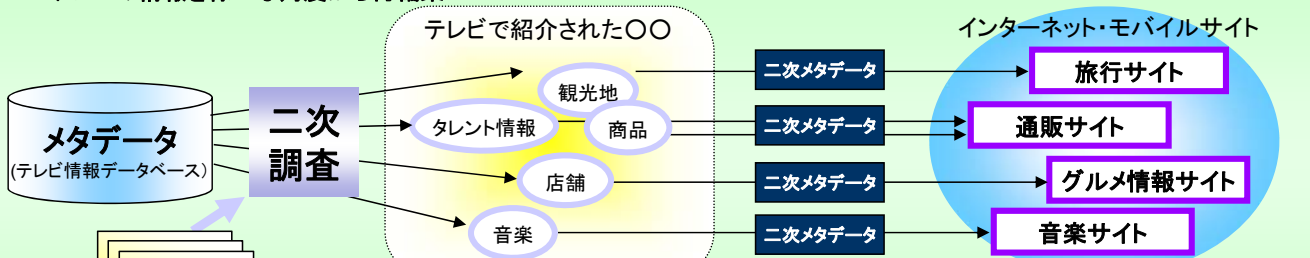 テレビで紹介された〇〇
インターネット・モバイルサイト
メタデータ
(テレビ情報データベース)
二次
調査
観光地
タレント情報
商品
店舗
音楽
二次メタデータ
二次メタデータ
二次メタデータ
二次メタデータ
旅行サイト
通販サイト
グルメ情報サイト
音楽サイト